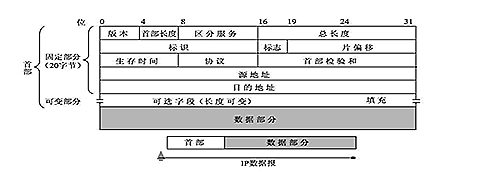 位 0 4 8 16 19 24 31
版本 首部长度 区分服务 总长度
标识 标志 片偏移
生存时间 协议 首部检验和
源地址
目的地址
可选字段(长度可变) 填充
数据部分
首部
固定部分
(20字节)
可变部分
首部 数据部分
IP数据报